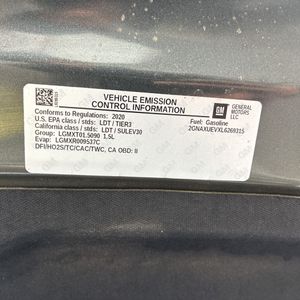 VEHICLE EMISSION
CONTROL INFORMATION
Conforms to Regulations: 2020
U.S. EPA class / stds: LDT / TIER3
California class / stds: LDT / SULEV30
Group: LGMXT01.5090 1.5L
Evap: LGMXR009537C
DFI/HO2S/TC/CAC/TWC, CA OBD: II
GM
GENERAL
MOTORS
LLC
Fuel: Gasoline
2GNAXUEVXL6269315